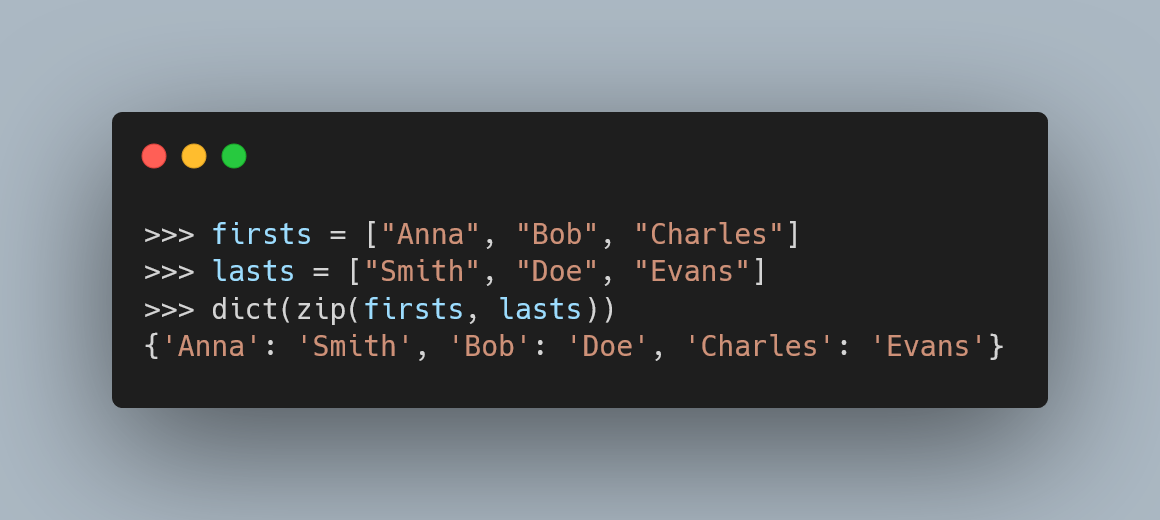 >>> firsts = ["Anna", "Bob", "Charles"]
>>> lasts = ["Smith", "Doe", "Evans"]
>>> dict(zip(firsts, lasts))
{'Anna': 'Smith', 'Bob': 'Doe', 'Charles': 'Evans'}